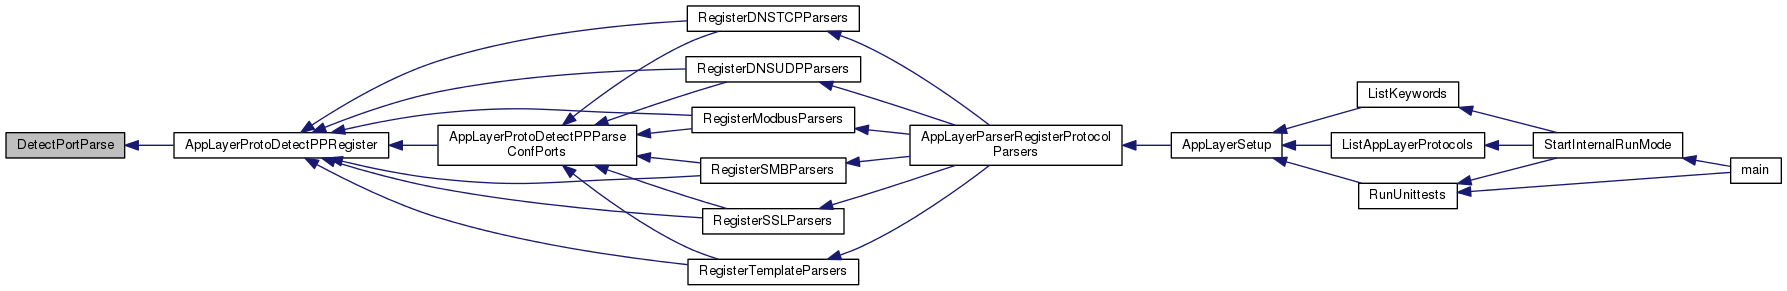 DetectPortParse
AppLayerProtoDetectPPRegister
AppLayerProtoDetectPPParse
ConfPorts
RegisterDNSTCPParsers
RegisterDNSUDPParsers
RegisterModbusParsers
RegisterSMBParsers
RegisterSSLParsers
RegisterTemplateParsers
AppLayerParserRegisterProtocol
Parsers
AppLayerSetup
ListKeywords
ListAppLayerProtocols
RunUnittests
StartInternalRunMode
main